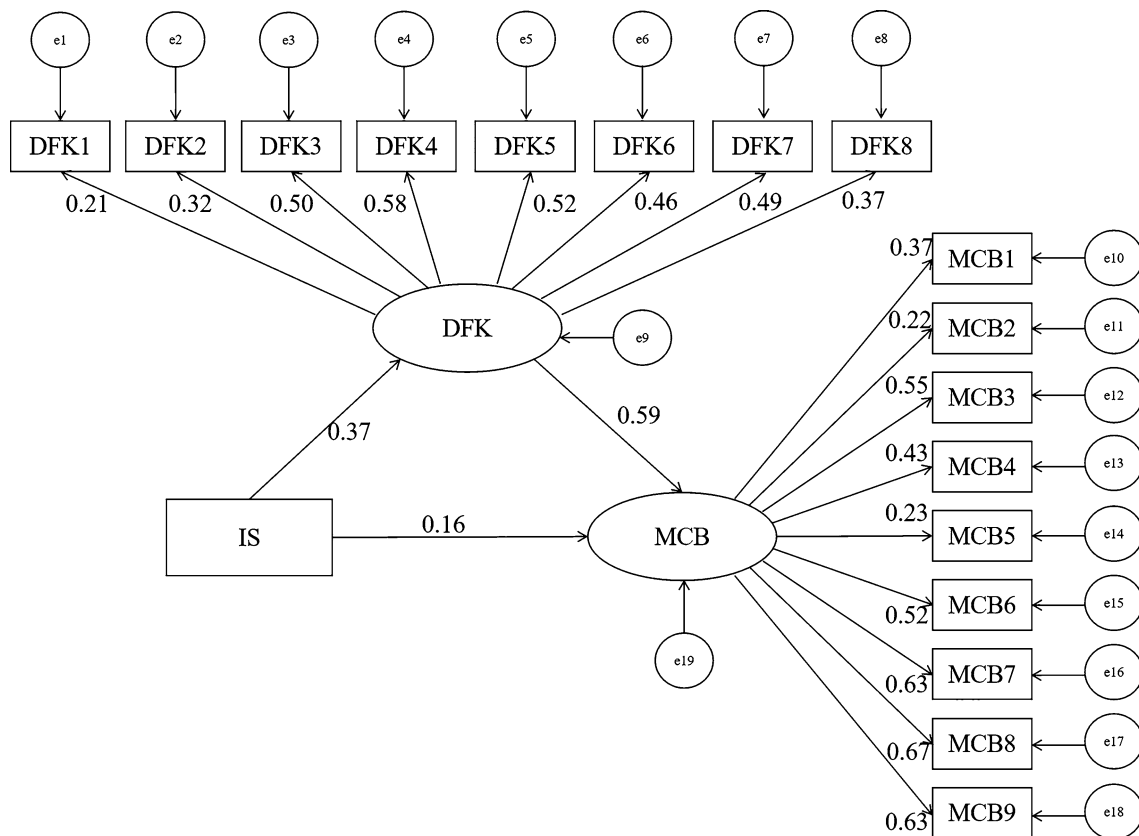 e1 e2 e3 e4 e5 e6 e7 e8
DFK1 DFK2 DFK3 DFK4 DFK5 DFK6 DFK7 DFK8
0.21 0.32 0.50 0.58 0.52 0.46 0.49 0.37
0.37 MCB1 e10
DFK e9
0.22 MCB2 e11
0.55 MCB3 e12
0.37 0.59
0.43 MCB4 e13
IS 0.16 MCB
0.23 MCB5 e14
0.52 MCB6 e15
e19
0.63 MCB7 e16
0.67 MCB8 e17
0.63 MCB9 e18